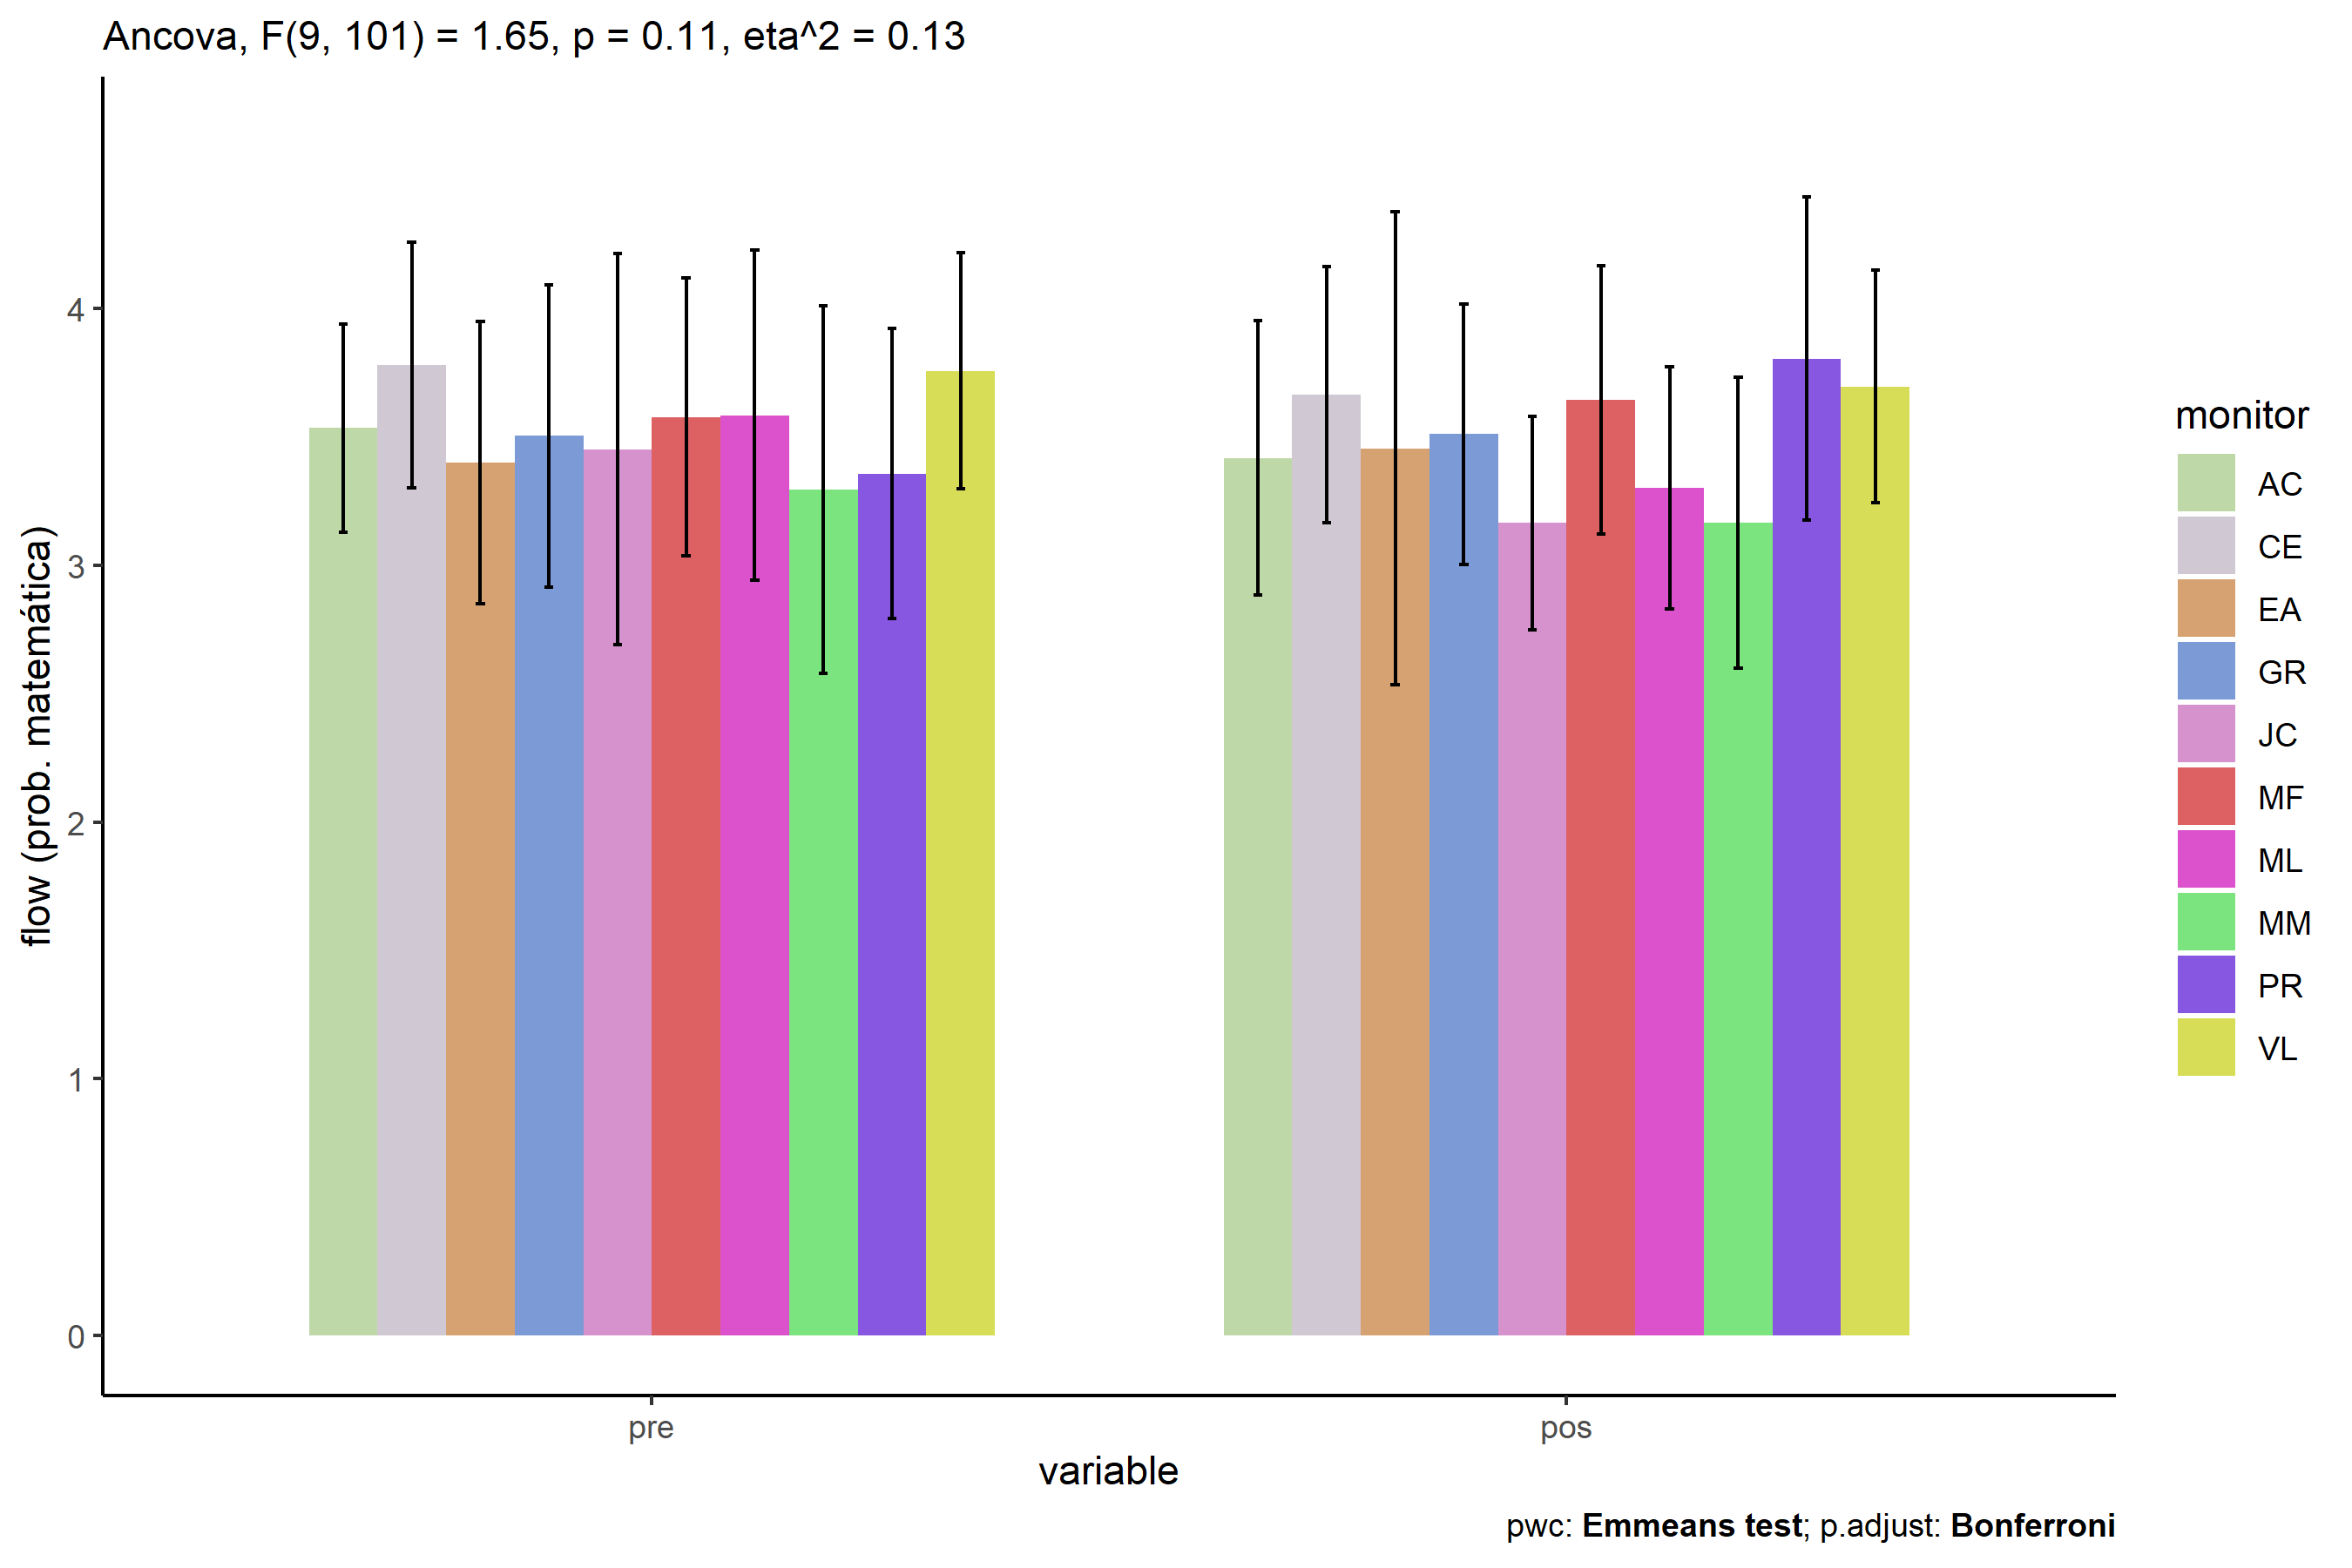 Ancova, F(9, 101) = 1.65, p = 0.11, eta^2 = 0.13
flow (prob. matemática)
4
3
2
1
0
pre
pos
variable
monitor
AC
CE
EA
GR
JC
MF
ML
MM
PR
VL
pwc: Emmeans test; p.adjust: Bonferroni